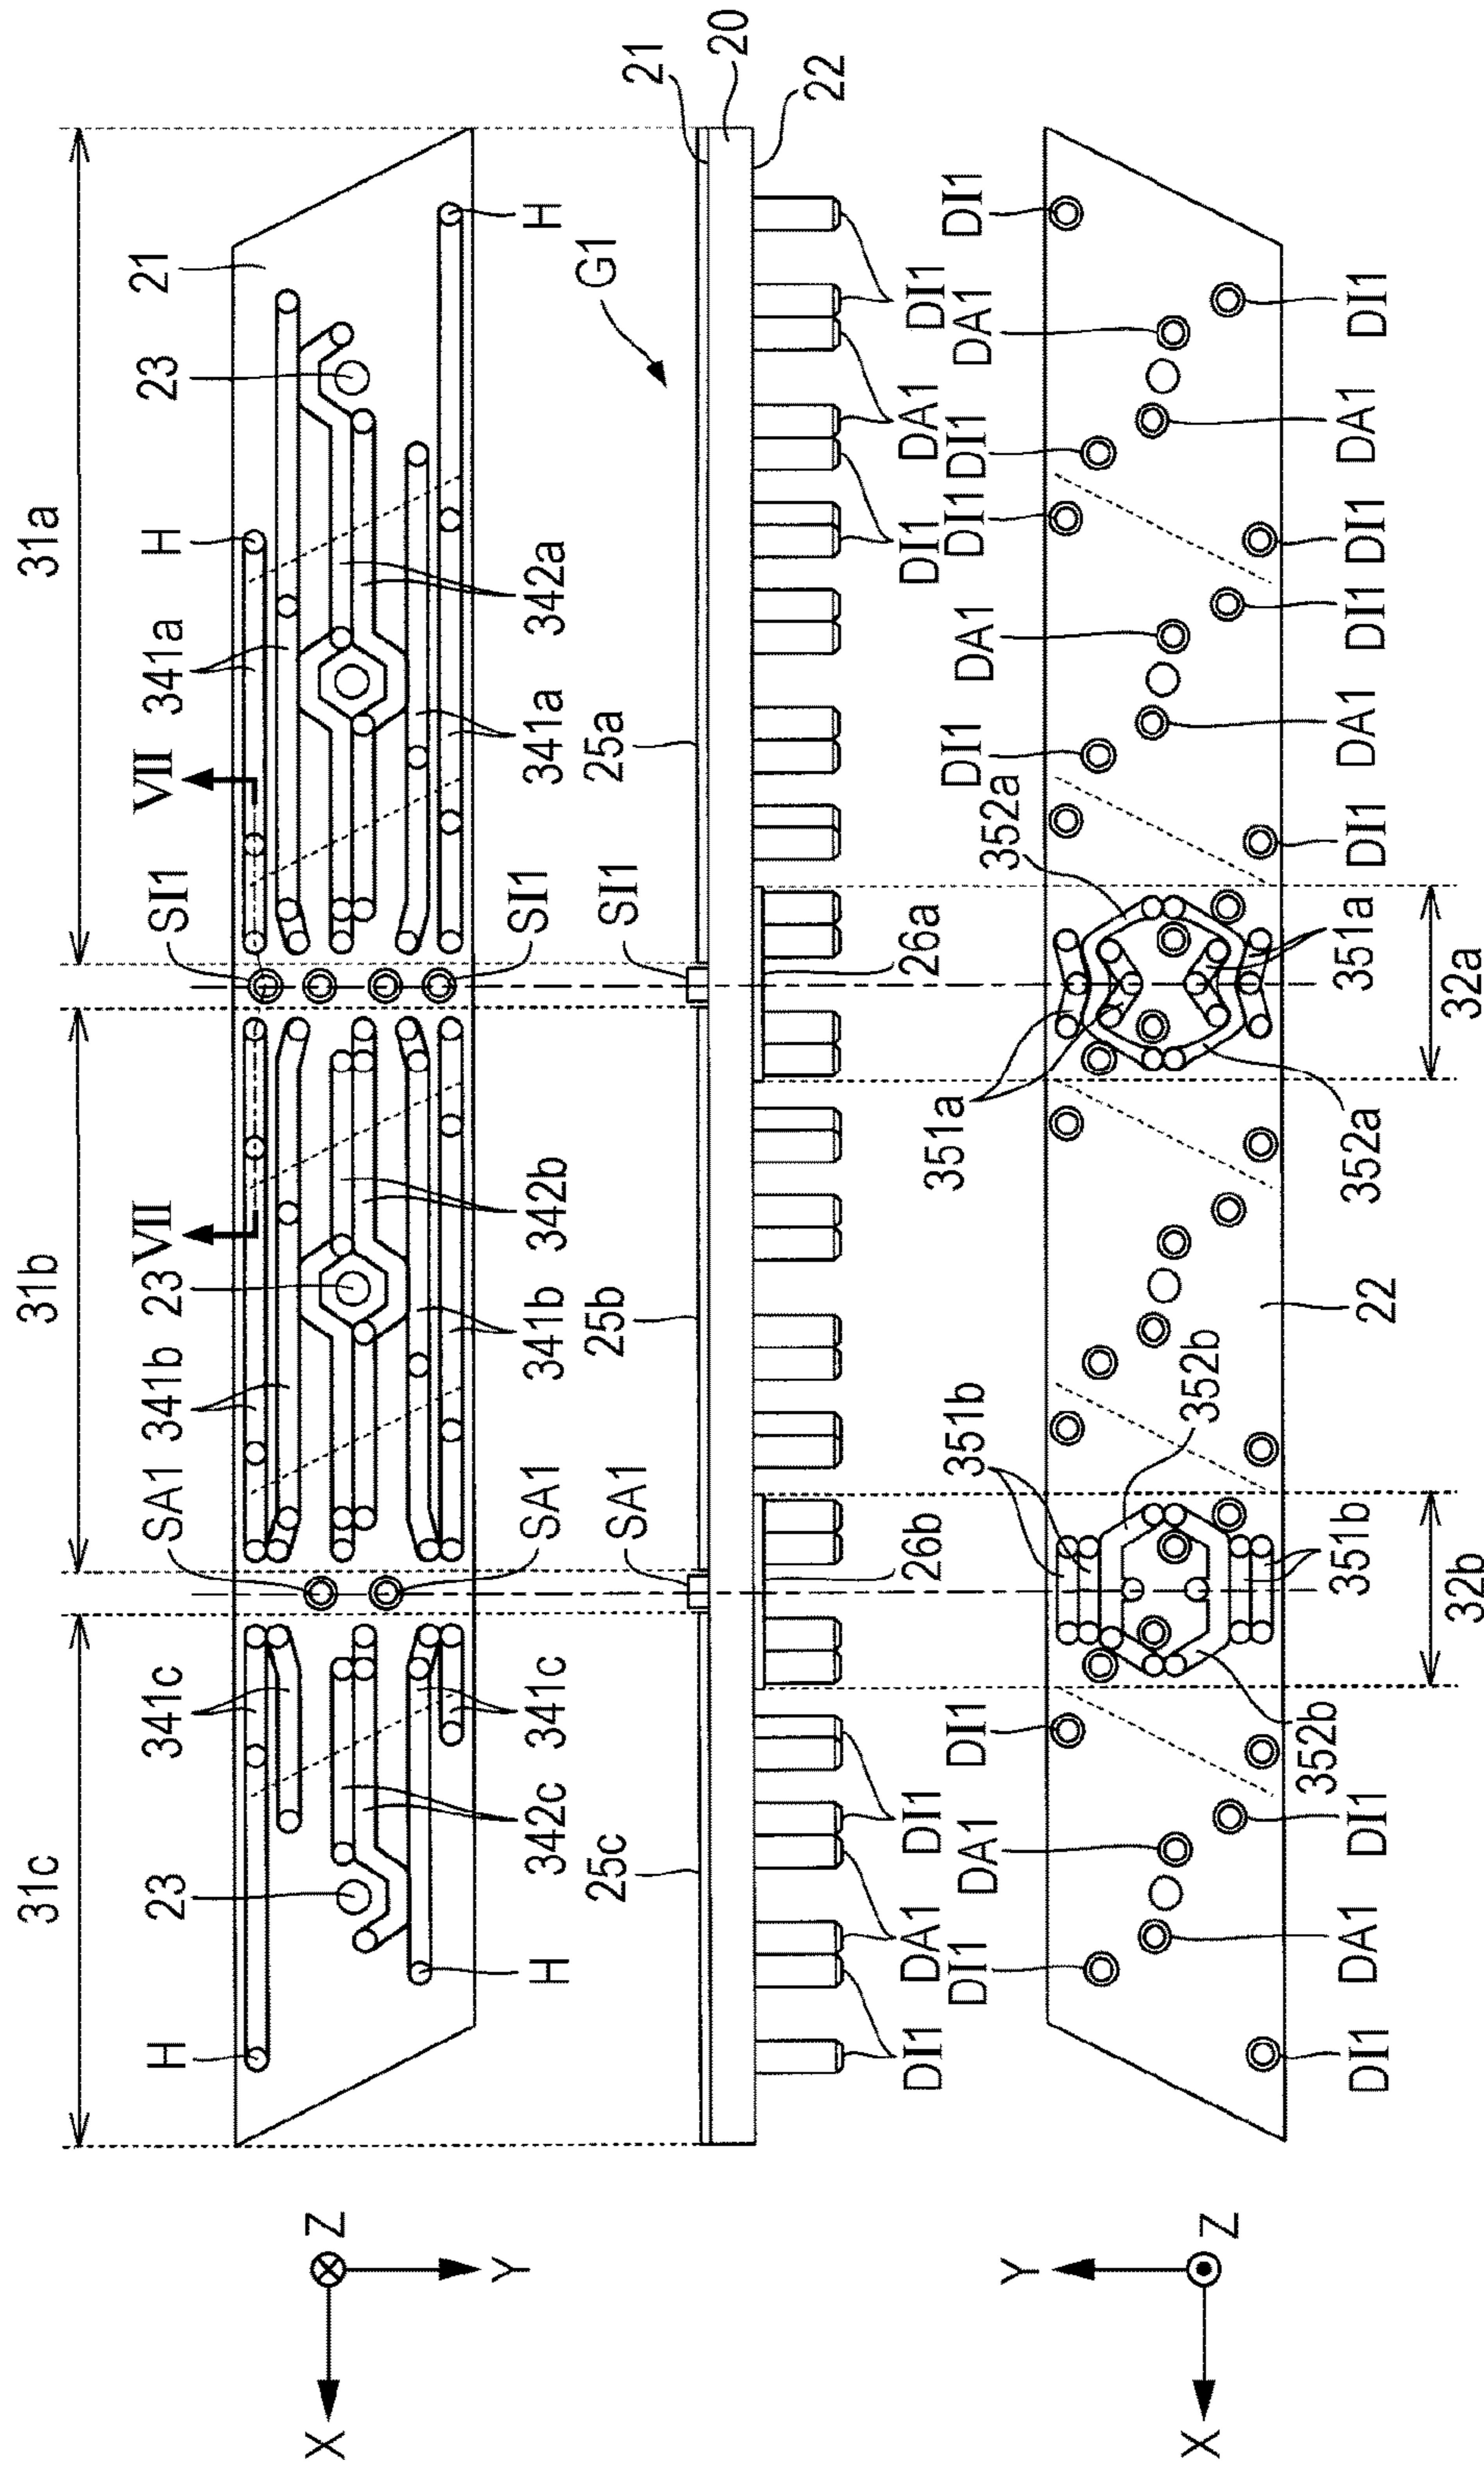 31c
31b
31a
H
23
341c
SA1
341b
23
VII
SI1
VII
341a
H
23
21
H
342c
341c
SA1
341b
342b
SI1
341a
342a
H
25c
SA1
25b
SI1
25a
G1
21
20
22
26b
26a
DI1
DA1
DI1
DI1
DA1
DI1
DI1
DA1
DI1
351b
352b
351a
352a
DI1
DA1
DI1
DI1
DA1
DI1
DI1
DA1
DI1
352b
351b
22
352a
351a
DI1
DA1
DI1
DI1
DA1
DI1
32b
32a
Z
X
Y
Y
Z
X